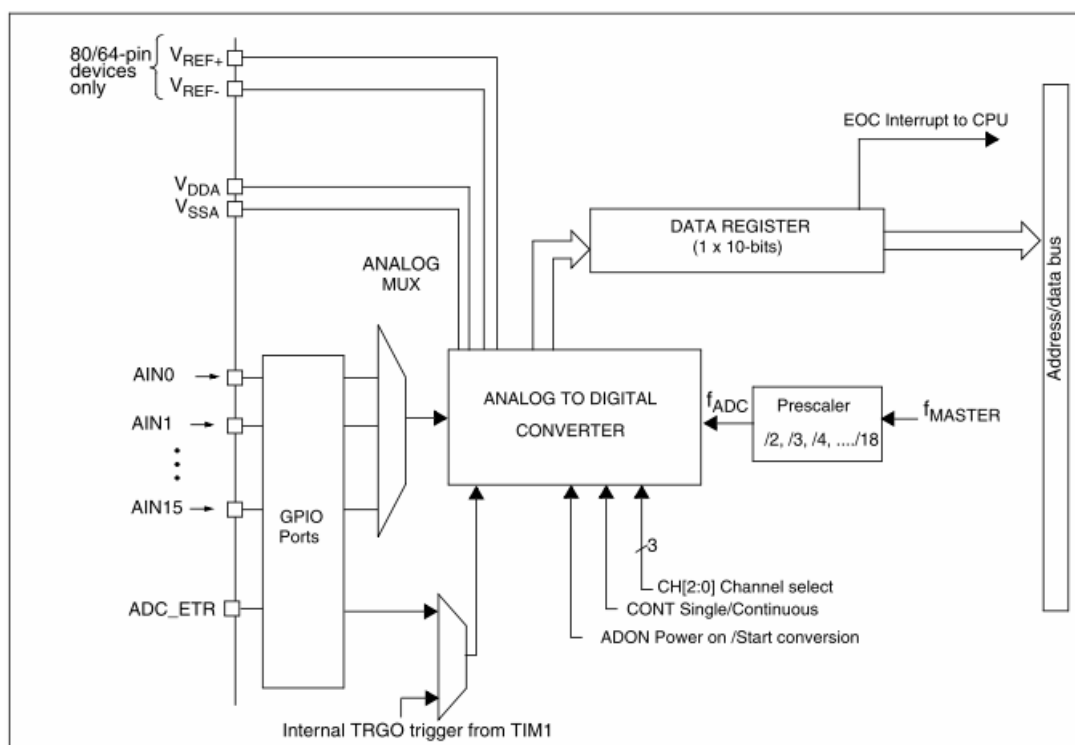 80/64-pin
devices
only
VREF+
VREF-
VDDA
VSSA
EOC Interrupt to CPU
DATA REGISTER
(1 x 10-bits)
Address/data bus
ANALOG
MUX
AIN0
AIN1
AIN15
GPIO
Ports
ANALOG TO DIGITAL
CONVERTER
fADC
Prescaler
/2, /3, /4, ..../18
fMASTER
3
CH[2:0] Channel select
CONT Single/Continuous
ADON Power on /Start conversion
ADC_ETR
Internal TRGO trigger from TIM1